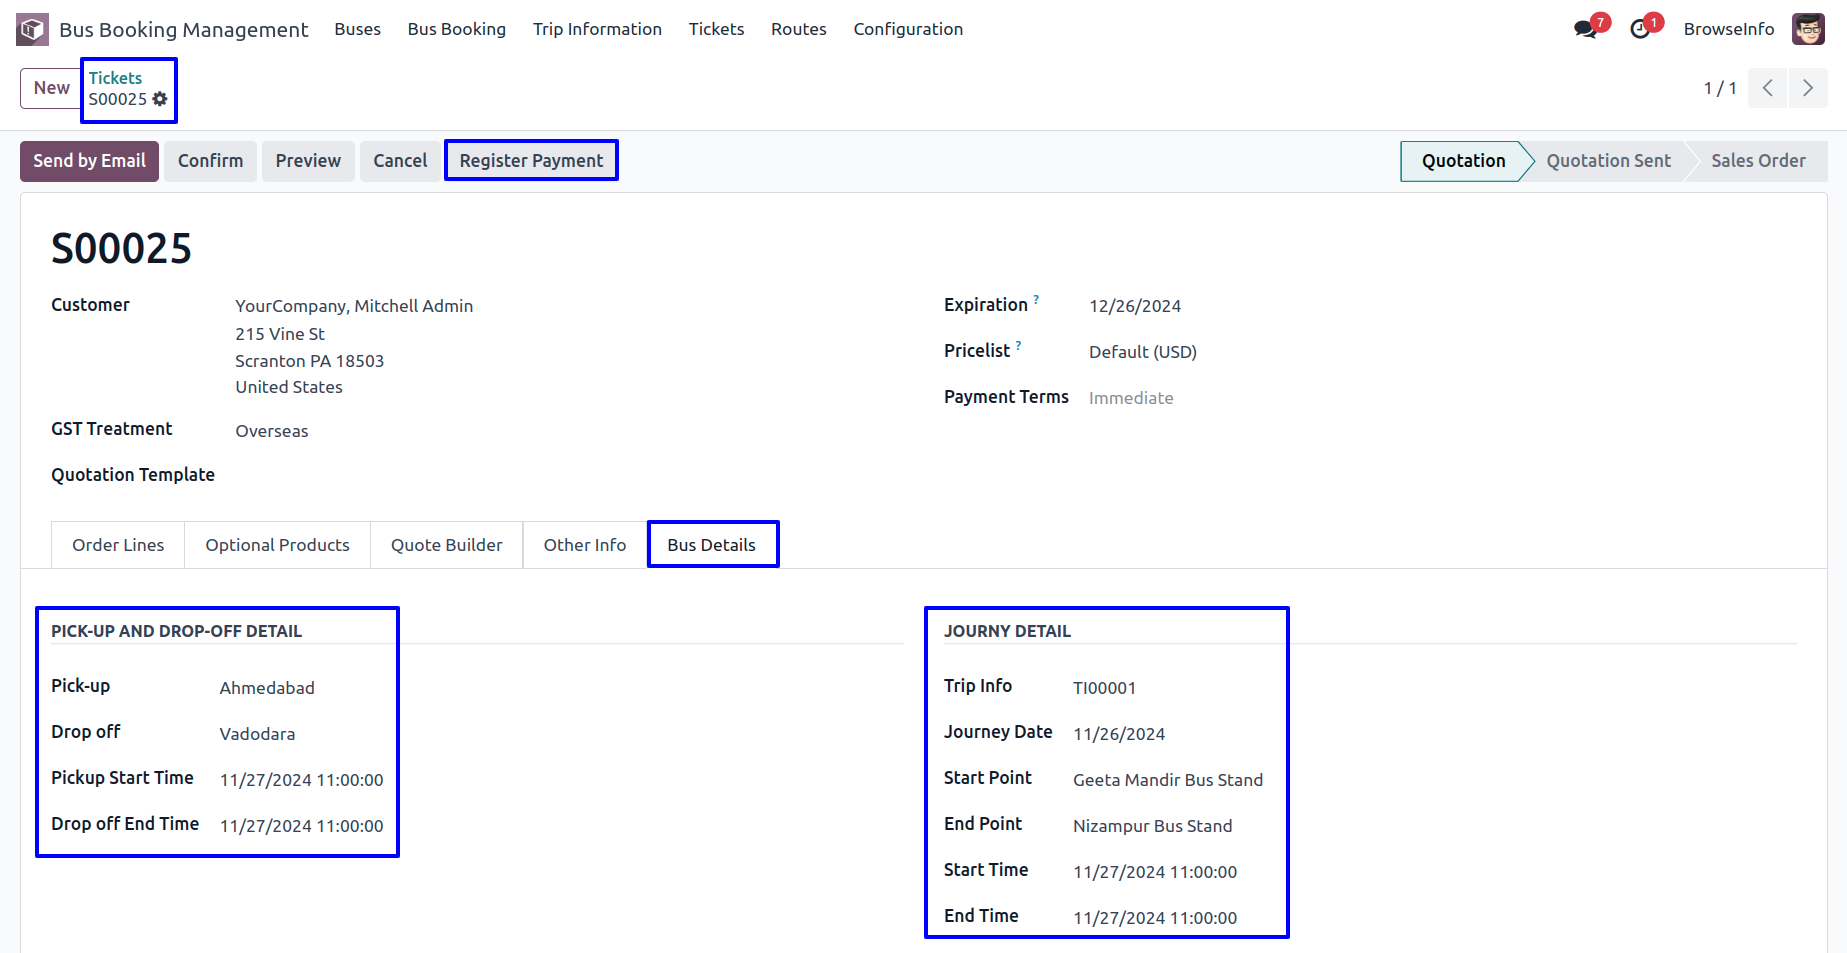 Bus Booking Management Buses Bus Booking Trip Information Tickets Routes Configuration 7 1 BrowseInfo
New Tickets
S00025 1 / 1
Send by Email Confirm Preview Cancel Register Payment Quotation Quotation Sent Sales Order
S00025
Customer YourCompany, Mitchell Admin
215 Vine St
Scranton PA 18503
United States
GST Treatment Overseas
Quotation Template
Expiration ? 12/26/2024
Pricelist ? Default (USD)
Payment Terms Immediate
Order Lines Optional Products Quote Builder Other Info Bus Details
PICK-UP AND DROP-OFF DETAIL
Pick-up Ahmedabad
Drop off Vadodara
Pickup Start Time 11/27/2024 11:00:00
Drop off End Time 11/27/2024 11:00:00
JOURNY DETAIL
Trip Info TI00001
Journey Date 11/26/2024
Start Point Geeta Mandir Bus Stand
End Point Nizampur Bus Stand
Start Time 11/27/2024 11:00:00
End Time 11/27/2024 11:00:00